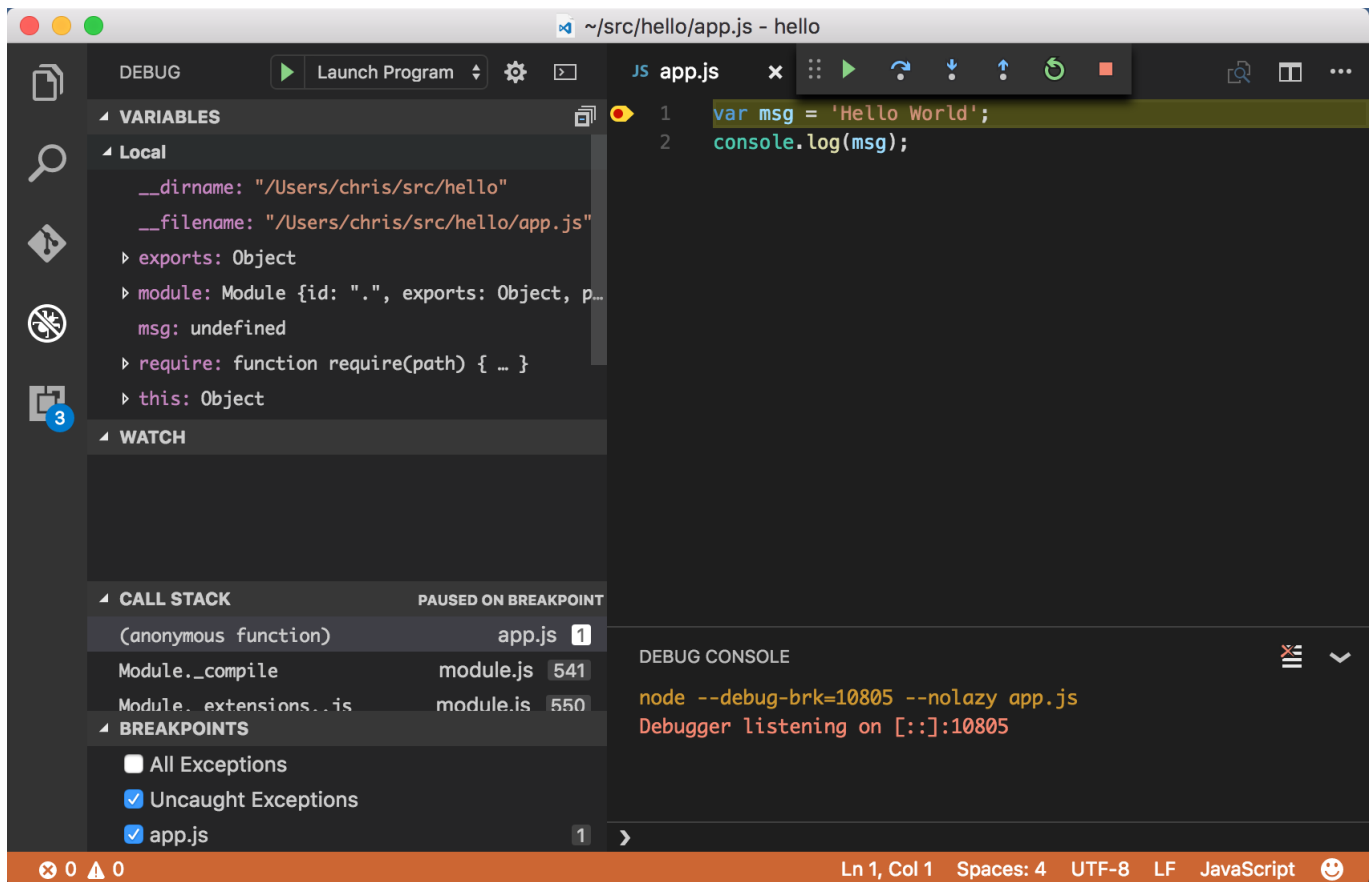 ~/src/hello/app.js - hello
DEBUG
Launch Program
VARIABLES
Local
__dirname: "/Users/chris/src/hello"
__filename: "/Users/chris/src/hello/app.js"
exports: Object
module: Module {id: ".", exports: Object, p…
msg: undefined
require: function require(path) { … }
this: Object
WATCH
CALL STACK PAUSED ON BREAKPOINT
(anonymous function) app.js 1
Module._compile module.js 541
Module._extensions..js module.js 550
BREAKPOINTS
All Exceptions
Uncaught Exceptions
app.js 1
3
JS app.js
1 var msg = 'Hello World';
2 console.log(msg);
DEBUG CONSOLE
node --debug-brk=10805 --nolazy app.js
Debugger listening on [::]:10805
0 0
Ln 1, Col 1 Spaces: 4 UTF-8 LF JavaScript